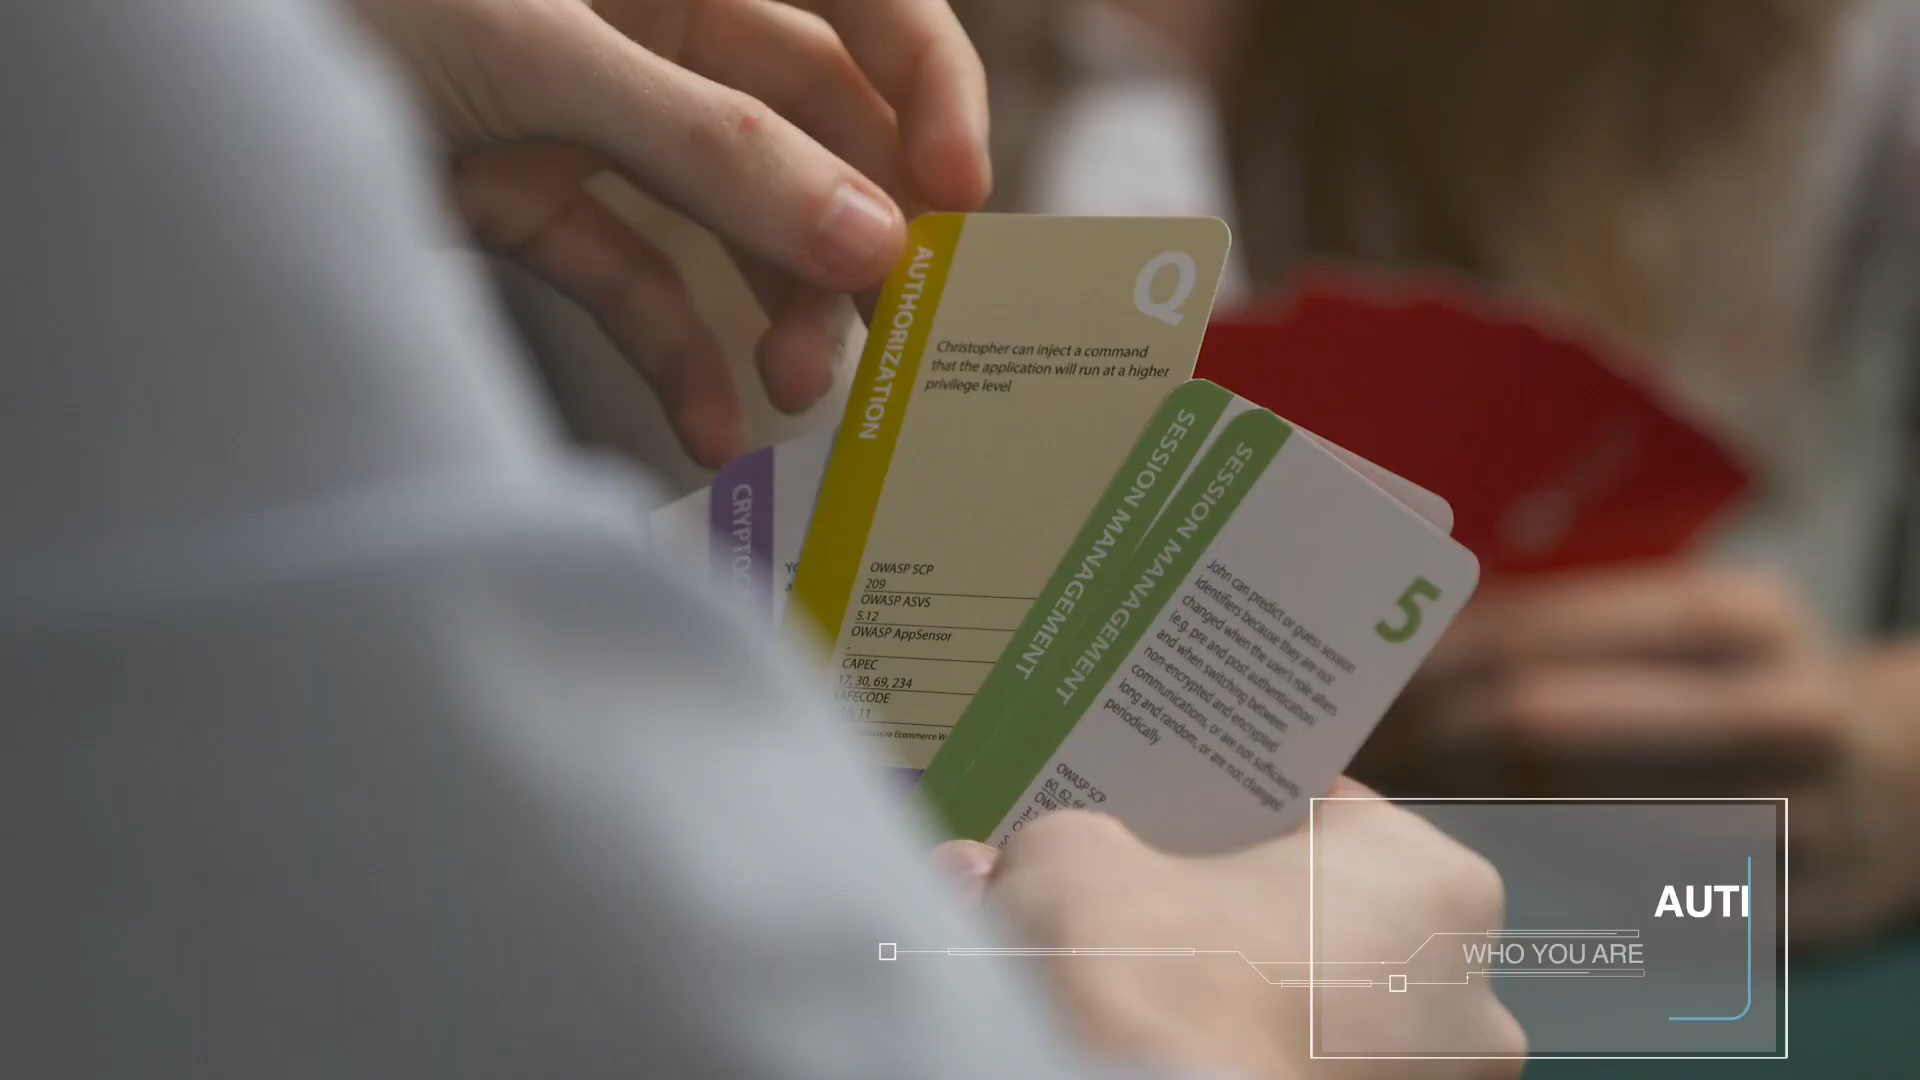 AUTHORIZATION
Q
Christopher can inject a command
that the application will run at a higher
privilege level
OWASP SCP
209
OWASP ASVS
5.12
OWASP AppSensor
-
CAPEC
17, 30, 69, 234
SESSION MANAGEMENT
SESSION MANAGEMENT
5
John can predict or guess session
identifiers because they are not
changed when the user's role alters
(e.g. pre and post authentication)
and when switching between
non-encrypted and encrypted
communications, or are not sufficiently
long and random, or are not changed
periodically
OWASP SCP
60, 62,
AUTI
WHO YOU ARE